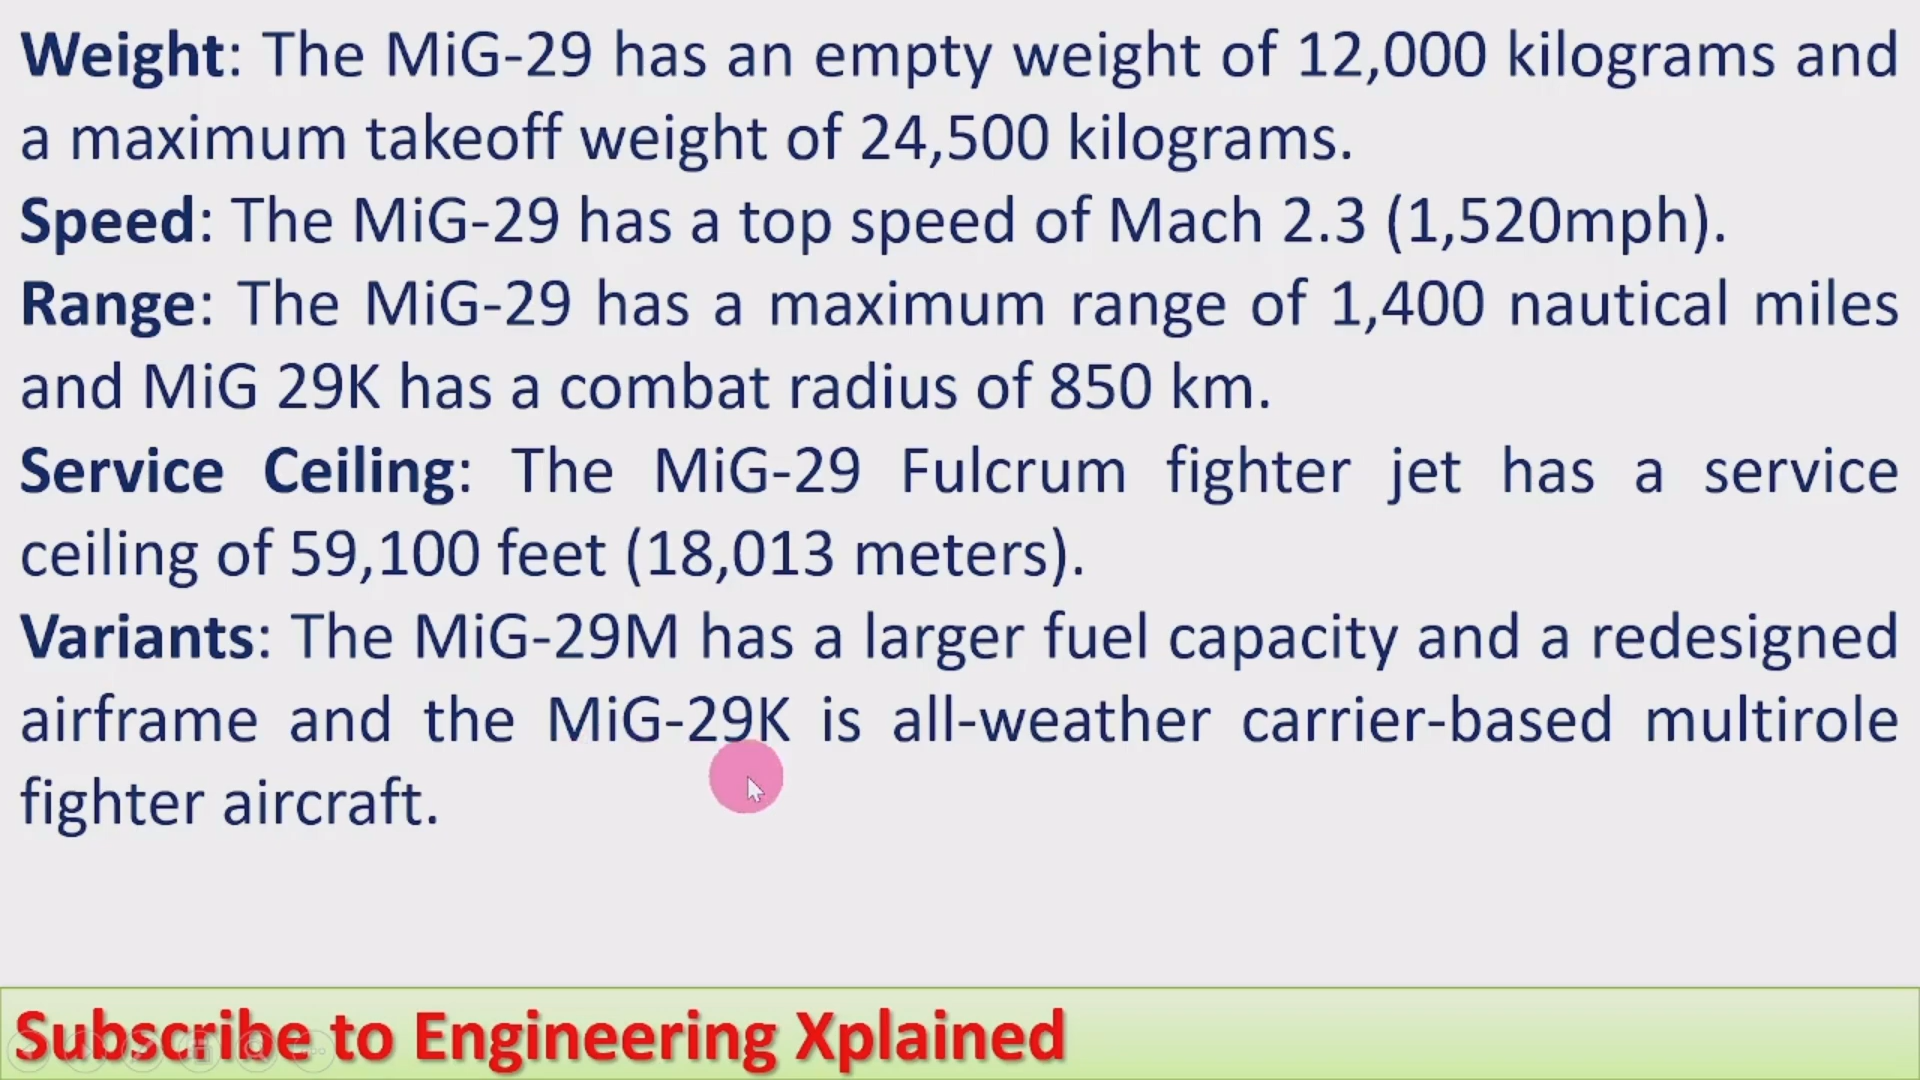 Weight: The MiG-29 has an empty weight of 12,000 kilograms and
a maximum takeoff weight of 24,500 kilograms.
Speed: The MiG-29 has a top speed of Mach 2.3 (1,520mph).
Range: The MiG-29 has a maximum range of 1,400 nautical miles
and MiG 29K has a combat radius of 850 km.
Service Ceiling: The MiG-29 Fulcrum fighter jet has a service
ceiling of 59,100 feet (18,013 meters).
Variants: The MiG-29M has a larger fuel capacity and a redesigned
airframe and the MiG-29K is all-weather carrier-based multirole
fighter aircraft.
Subscribe to Engineering Xplained